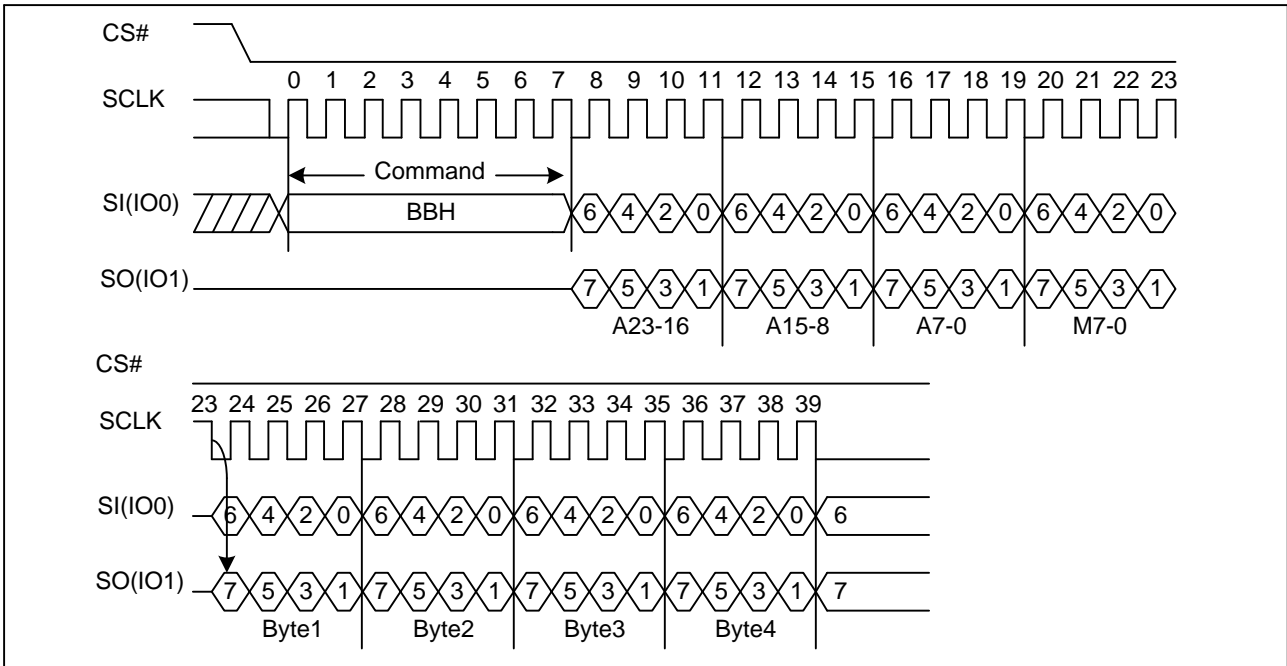 CS#
0 1 2 3 4 5 6 7 8 9 10 11 12 13 14 15 16 17 18 19 20 21 22 23
SCLK
Command
SI(IO0) BBH 6 4 2 0 6 4 2 0 6 4 2 0 6 4 2 0
SO(IO1) 7 5 3 1 7 5 3 1 7 5 3 1 7 5 3 1
A23-16 A15-8 A7-0 M7-0
CS#
23 24 25 26 27 28 29 30 31 32 33 34 35 36 37 38 39
SCLK
SI(IO0) 6 4 2 0 6 4 2 0 6 4 2 0 6 4 2 0 6
SO(IO1) 7 5 3 1 7 5 3 1 7 5 3 1 7 5 3 1 7
Byte1 Byte2 Byte3 Byte4